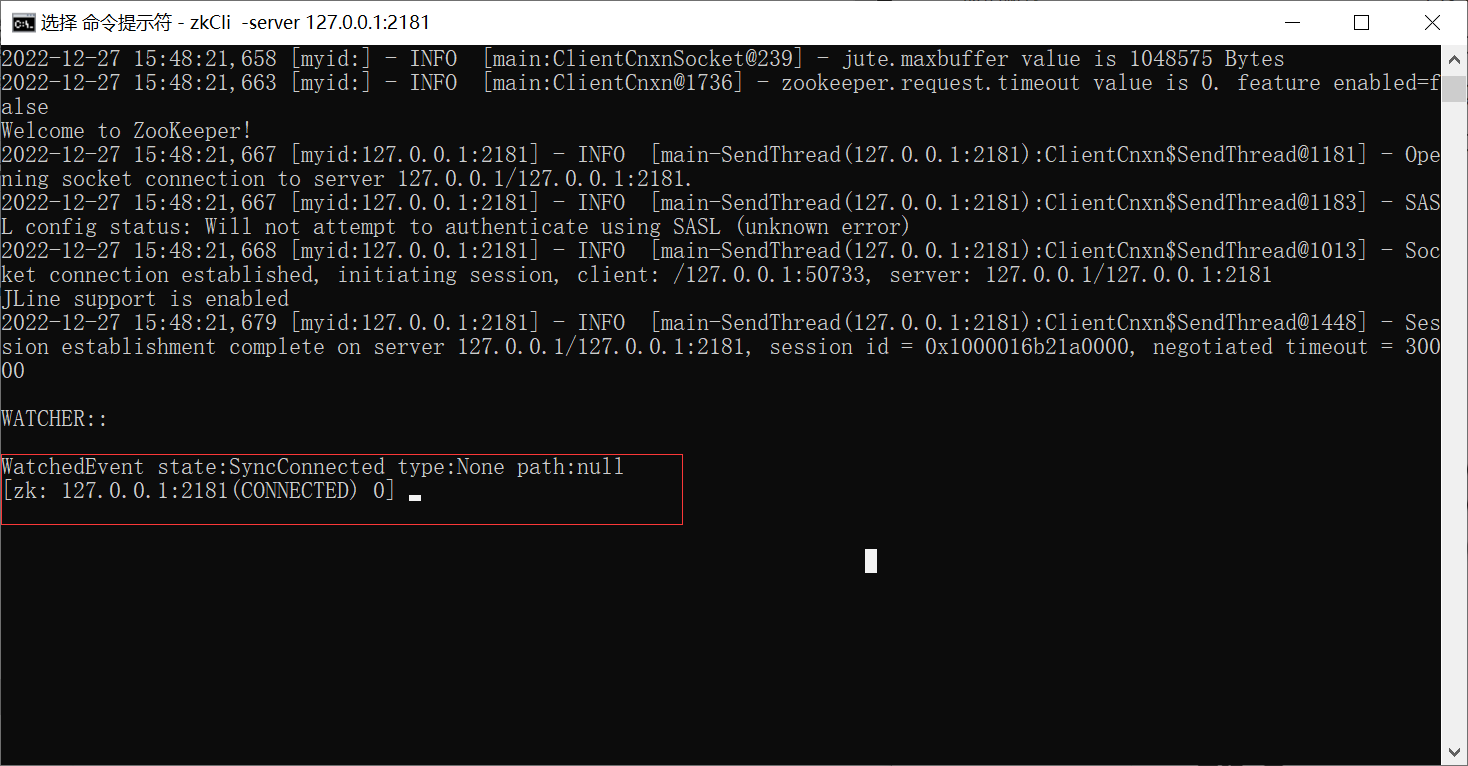 选择 命令提示符 - zkCli  -server 127.0.0.1:2181
2022-12-27 15:48:21,658 [myid:] - INFO  [main:ClientCnxnSocket@239] - jute.maxbuffer value is 1048575 Bytes
2022-12-27 15:48:21,663 [myid:] - INFO  [main:ClientCnxn@1736] - zookeeper.request.timeout value is 0. feature enabled=f
alse
Welcome to ZooKeeper!
2022-12-27 15:48:21,667 [myid:127.0.0.1:2181] - INFO  [main-SendThread(127.0.0.1:2181):ClientCnxn$SendThread@1181] - Ope
ning socket connection to server 127.0.0.1/127.0.0.1:2181.
2022-12-27 15:48:21,667 [myid:127.0.0.1:2181] - INFO  [main-SendThread(127.0.0.1:2181):ClientCnxn$SendThread@1183] - SAS
L config status: Will not attempt to authenticate using SASL (unknown error)
2022-12-27 15:48:21,668 [myid:127.0.0.1:2181] - INFO  [main-SendThread(127.0.0.1:2181):ClientCnxn$SendThread@1013] - Soc
ket connection established, initiating session, client: /127.0.0.1:50733, server: 127.0.0.1/127.0.0.1:2181
JLine support is enabled
2022-12-27 15:48:21,679 [myid:127.0.0.1:2181] - INFO  [main-SendThread(127.0.0.1:2181):ClientCnxn$SendThread@1448] - Ses
sion establishment complete on server 127.0.0.1/127.0.0.1:2181, session id = 0x1000016b21a0000, negotiated timeout = 300
00
WATCHER::
WatchedEvent state:SyncConnected type:None path:null
[zk: 127.0.0.1:2181(CONNECTED) 0]